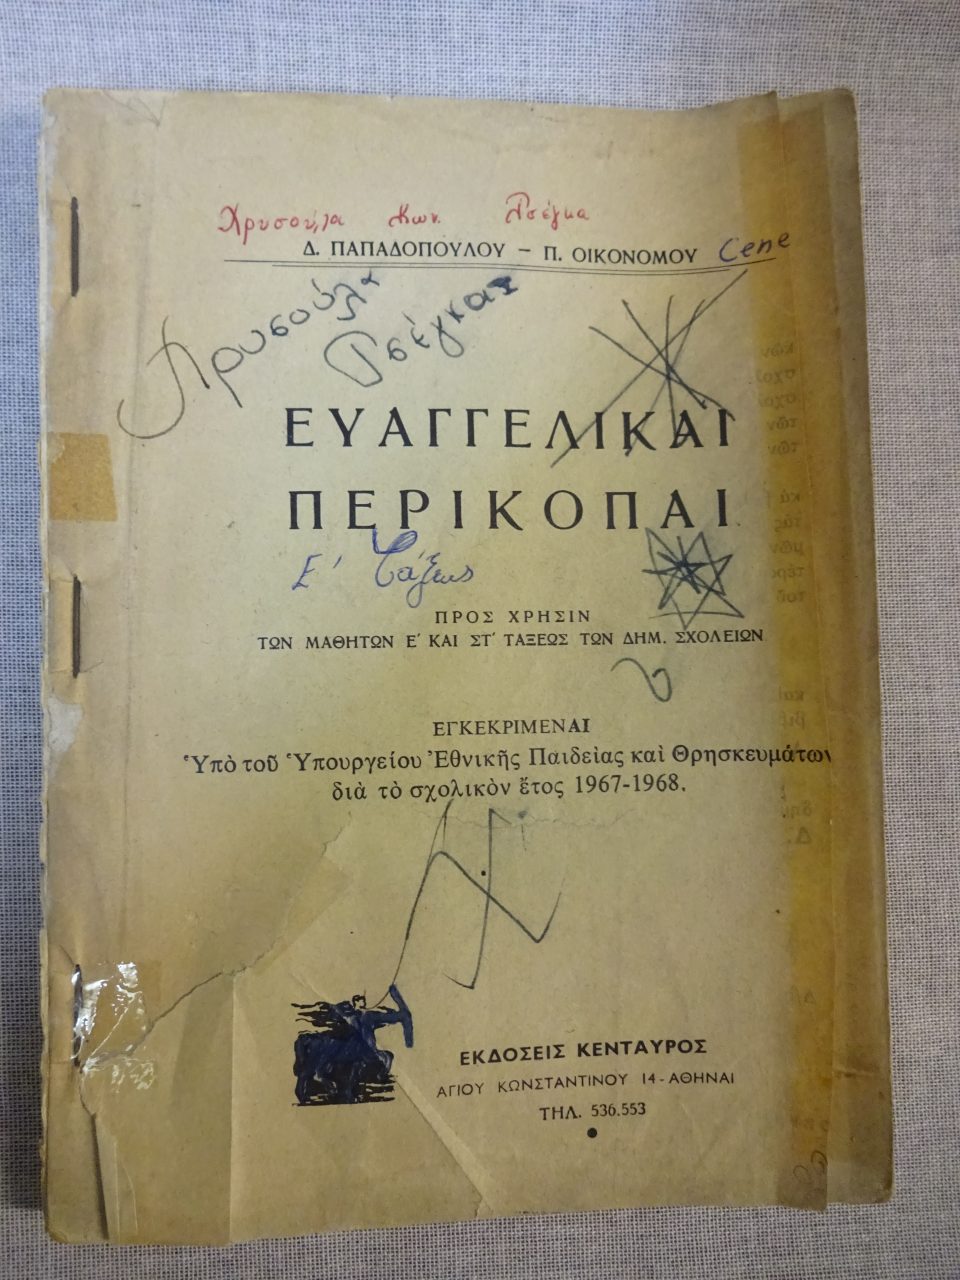 Χρυσούλα Κων. Τσέγκα
Δ. ΠΑΠΑΔΟΠΟΥΛΟΥ – Π. ΟΙΚΟΝΟΜΟΥ
Χρυσούλα
Τσέγκα
ΕΥΑΓΓΕΛΙΚΑΙ
ΠΕΡΙΚΟΠΑΙ
Ε' Τάξεως
ΠΡΟΣ ΧΡΗΣΙΝ
ΤΩΝ ΜΑΘΗΤΩΝ Ε' ΚΑΙ ΣΤ' ΤΑΞΕΩΣ ΤΩΝ ΔΗΜ. ΣΧΟΛΕΙΩΝ
ΕΓΚΕΚΡΙΜΕΝΑΙ
Ὑπὸ τοῦ Ὑπουργείου Ἐθνικῆς Παιδείας καὶ Θρησκευμάτων
διὰ τὸ σχολικὸν ἔτος 1967-1968.
ΕΚΔΟΣΕΙΣ ΚΕΝΤΑΥΡΟΣ
ΑΓΙΟΥ ΚΩΝΣΤΑΝΤΙΝΟΥ 14 - ΑΘΗΝΑΙ
ΤΗΛ. 536.553